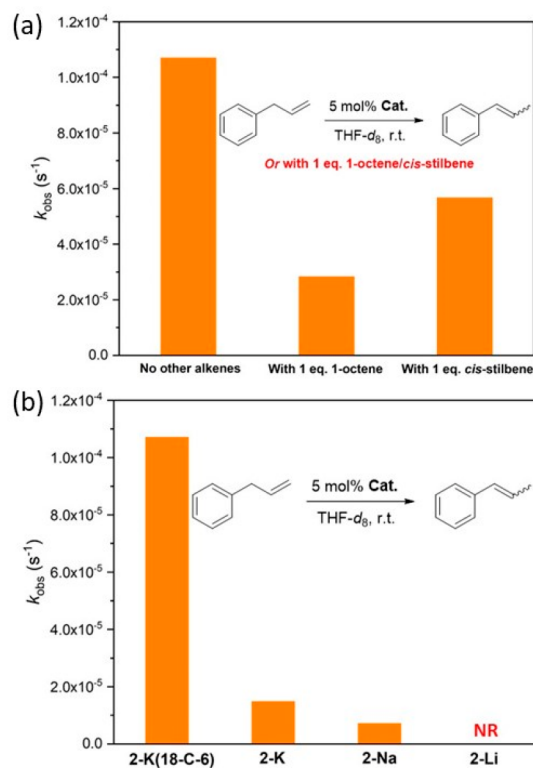 (a)
1.2x10⁻⁴
1.0x10⁻⁴
8.0x10⁻⁵
6.0x10⁻⁵
4.0x10⁻⁵
2.0x10⁻⁵
0.0
k_obs (s⁻¹)
5 mol% Cat.
THF-d₈, r.t.
Or with 1 eq. 1-octene/cis-stilbene
No other alkenes
With 1 eq. 1-octene
With 1 eq. cis-stilbene
(b)
1.2x10⁻⁴
1.0x10⁻⁴
8.0x10⁻⁵
6.0x10⁻⁵
4.0x10⁻⁵
2.0x10⁻⁵
0.0
k_obs (s⁻¹)
5 mol% Cat.
THF-d₈, r.t.
NR
2-K(18-C-6)
2-K
2-Na
2-Li